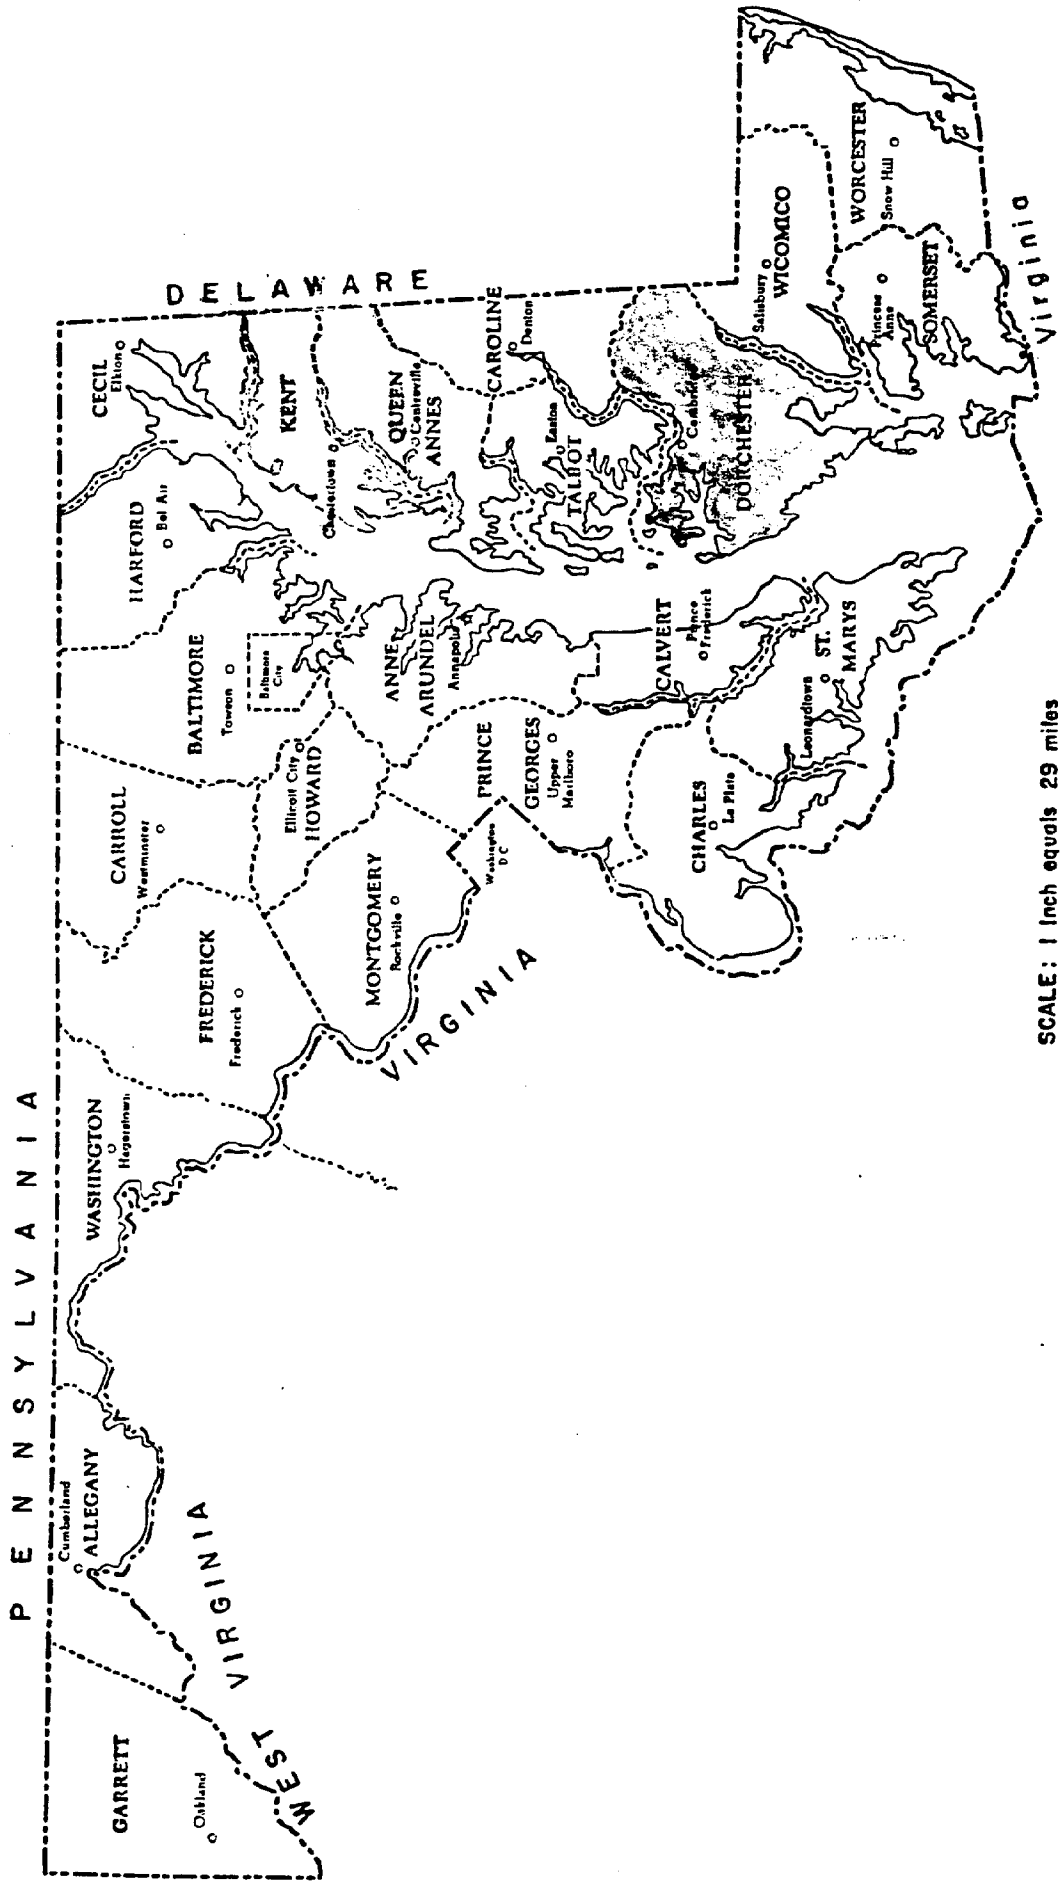 PENNSYLVANIA
DELAWARE
WEST VIRGINIA
VIRGINIA
Virginia
GARRETT
Oakland
Cumberland
ALLEGANY
WASHINGTON
Hagerstown
FREDERICK
Frederick
CARROLL
Westminster
BALTIMORE
Towson
Baltimore
City
HARFORD
Bel Air
CECIL
Elkton
KENT
Chestertown
QUEEN
Centreville
ANNES
CAROLINE
Denton
Easton
TALBOT
Cambridge
DORCHESTER
Salisbury
WICOMICO
WORCESTER
Snow Hill
Princess
Anne
SOMERSET
Ellicott City
HOWARD
MONTGOMERY
Rockville
Washington
D C
PRINCE
GEORGES
Upper
Marlboro
ANNE
ARUNDEL
Annapolis
CALVERT
Prince
Frederick
CHARLES
La Plata
ST.
MARYS
Leonardtown
SCALE: 1 Inch equals 29 miles